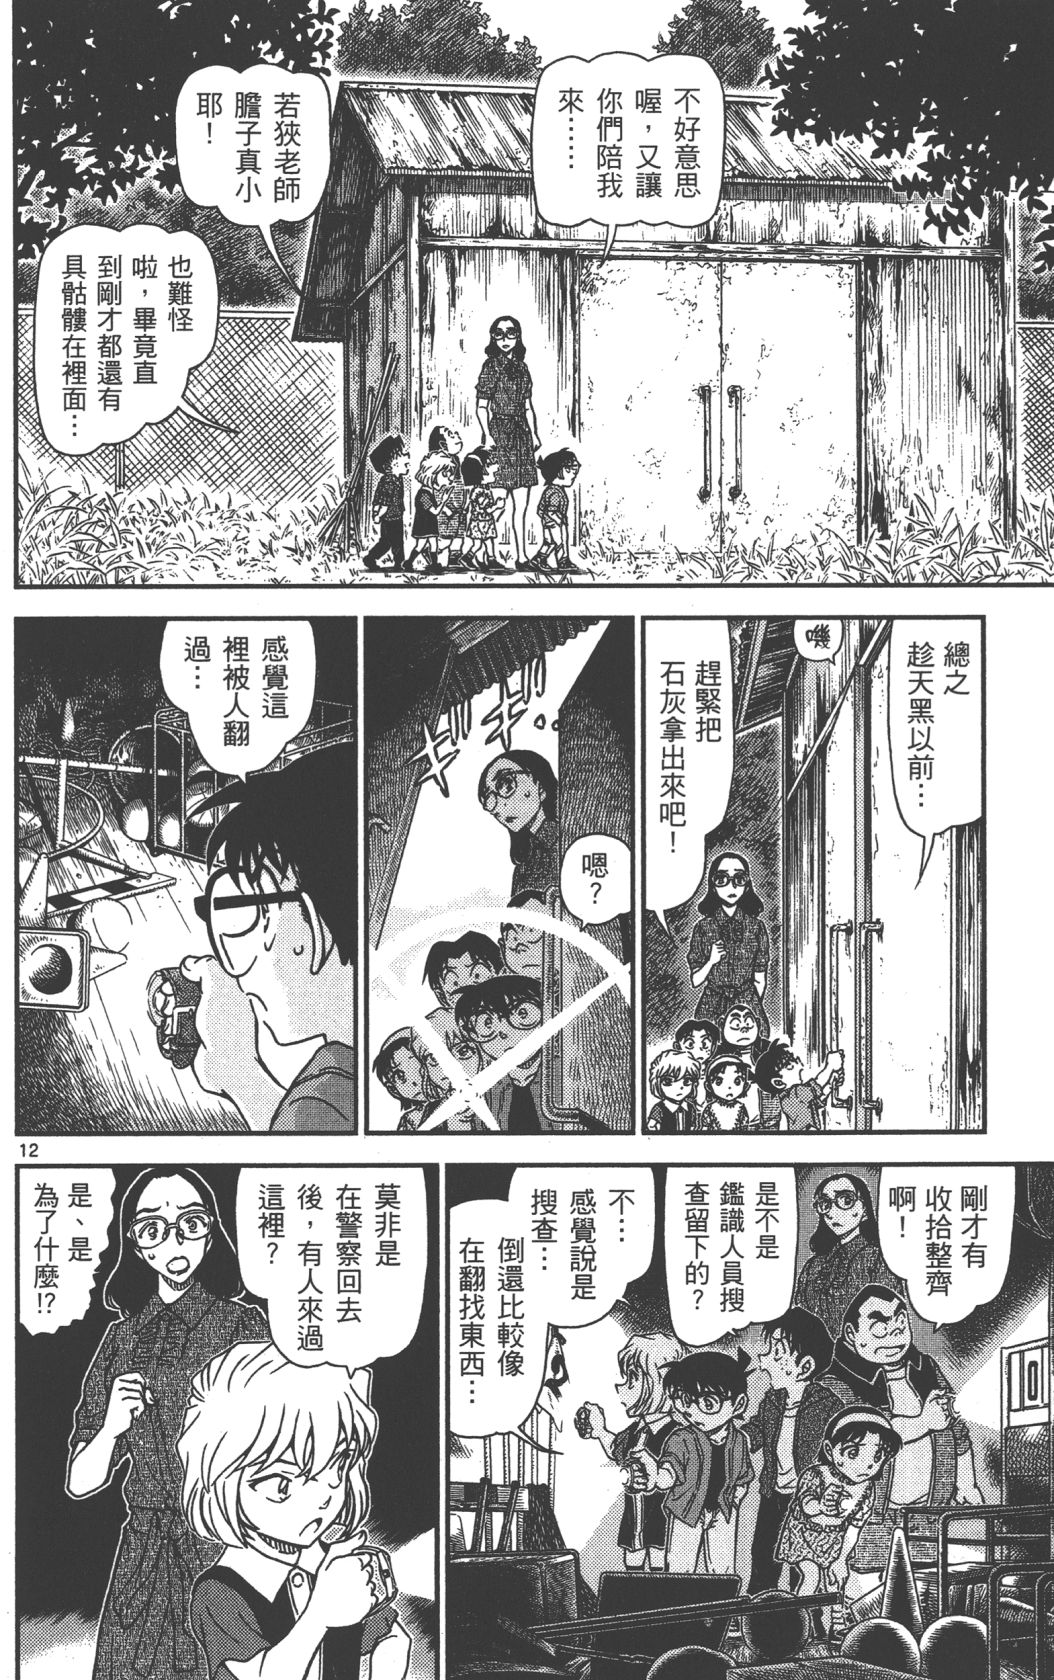 不好意思
喔，又讓
你們陪我
來……
若狹老師
膽子真小
耶！
也難怪
啦，畢竟直
到剛才都還有
具骷髏在裡面…
總之
趁天黑以前…
嘰
趕緊把
石灰拿出來吧！
嗯？
感覺這
裡被人翻
過…
12
剛才有
收拾整齊
啊！
是不是
鑑識人員搜
查留下的？
不…
感覺說是
搜查…
倒還比較像
在翻找東西…
莫非是
在警察回去
後，有人來過
這裡？
是、是
為了什麼!?